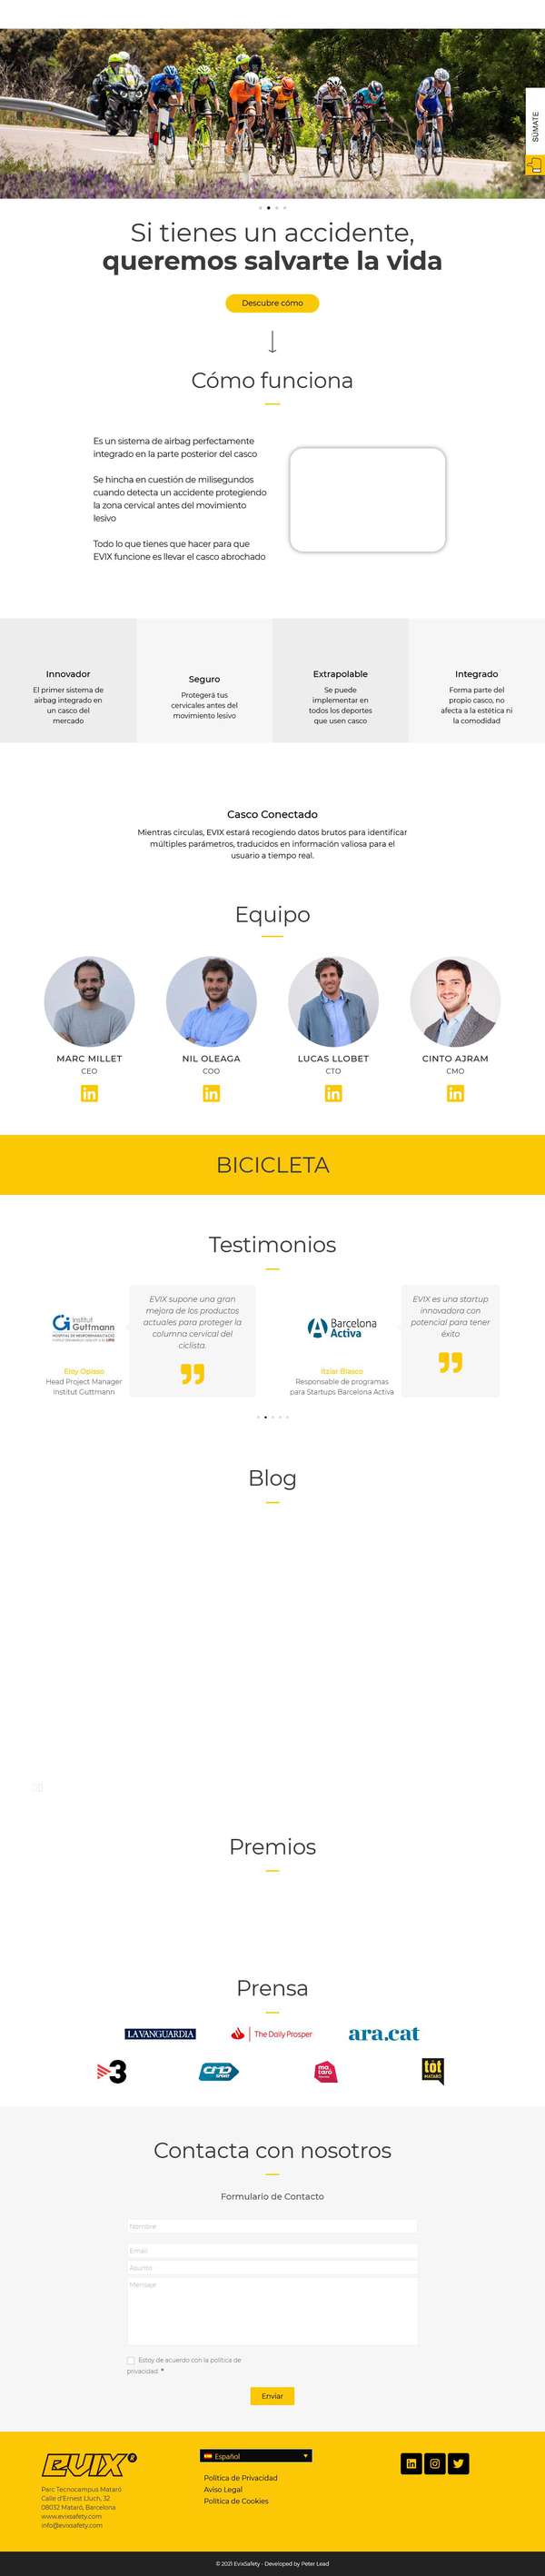 SÚMATE
Si tienes un accidente,
queremos salvarte la vida
Descubre cómo
Cómo funciona
Es un sistema de airbag perfectamente
integrado en la parte posterior del casco
Se hincha en cuestión de milisegundos
cuando detecta un accidente protegiendo
la zona cervical antes del movimiento
lesivo
Todo lo que tienes que hacer para que
EVIX funcione es llevar el casco abrochado
Innovador
El primer sistema de
airbag integrado en
un casco del
mercado
Seguro
Protegerá tus
cervicales antes del
movimiento lesivo
Extrapolable
Se puede
implementar en
todos los deportes
que usen casco
Integrado
Forma parte del
propio casco, no
afecta a la estética ni
la comodidad
Casco Conectado
Mientras circulas, EVIX estará recogiendo datos brutos para identificar
múltiples parámetros, traducidos en información valiosa para el
usuario a tiempo real.
Equipo
MARC MILLET
CEO
NIL OLEAGA
COO
LUCAS LLOBET
CTO
CINTO AJRAM
CMO
BICICLETA
Testimonios
Institut
Guttmann
EVIX supone una gran
mejora de los productos
actuales para proteger la
columna cervical del
ciclista.
Eloy Opisso
Head Project Manager
Institut Guttmann
Barcelona
Activa
EVIX es una startup
innovadora con
potencial para tener
éxito
Itziar Blasco
Responsable de programas
para Startups Barcelona Activa
Blog
Premios
Prensa
LAVANGUARDIA
The Daily Prosper
ara.cat
3
CMD
SPORT
mataró
tot
MATARÓ
Contacta con nosotros
Formulario de Contacto
Nombre
Email
Asunto
Mensaje
Estoy de acuerdo con la política de
privacidad *
Enviar
EVIX®
Parc Tecnocampus Mataró
Calle d'Ernest Lluch, 32
08032 Mataró, Barcelona
www.evixsafety.com
info@evixsafety.com
Español
Política de Privacidad
Aviso Legal
Política de Cookies
© 2021 EvixSafety - Developed by Peter Lead